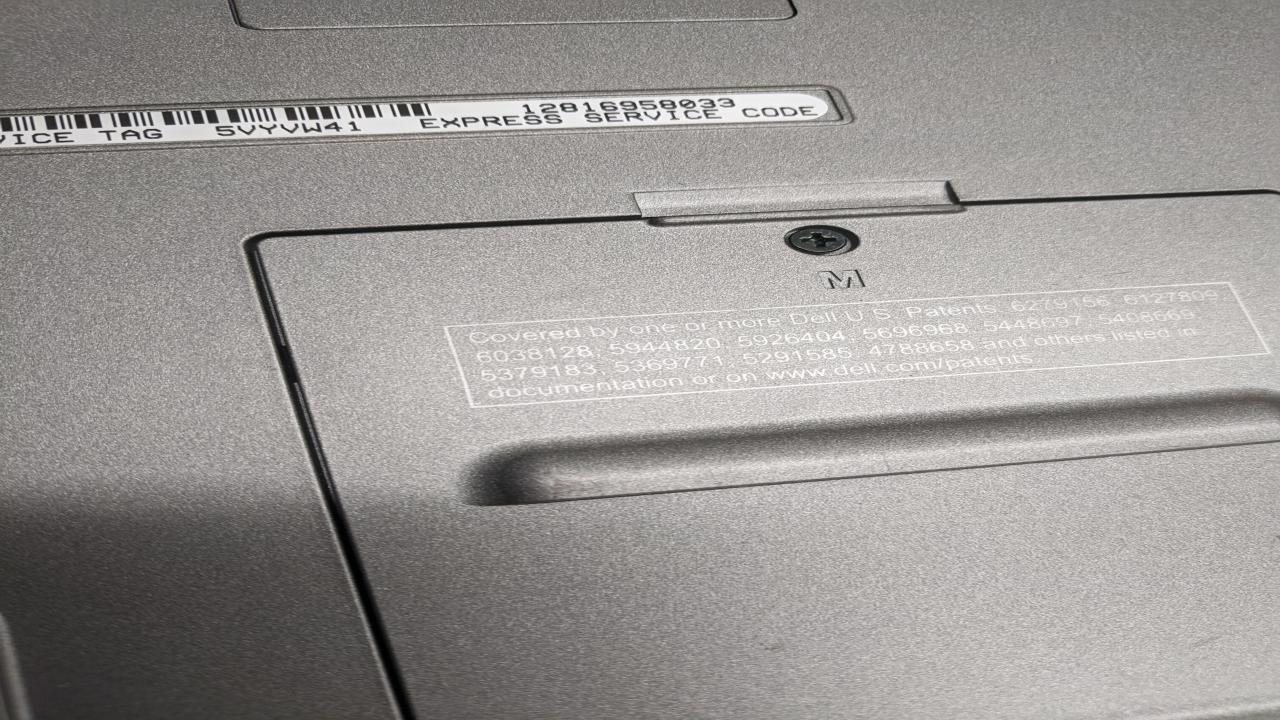 12816958033
VICE TAG 5VYVW41 EXPRESS SERVICE CODE
M
Covered by one or more Dell U.S. Patents, 6279156; 6127809;
6038128; 5944820; 5926404; 5696968; 5448697; 5408669;
5379183; 5369771; 5291585; 4788658 and others listed in
documentation or on www.dell.com/patents